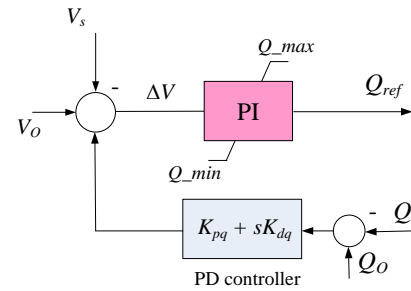 V_s
Q_max
-
ΔV
Q_ref
PI
V_O
Q_min
K_pq + sK_dq
-
Q
Q_O
PD controller